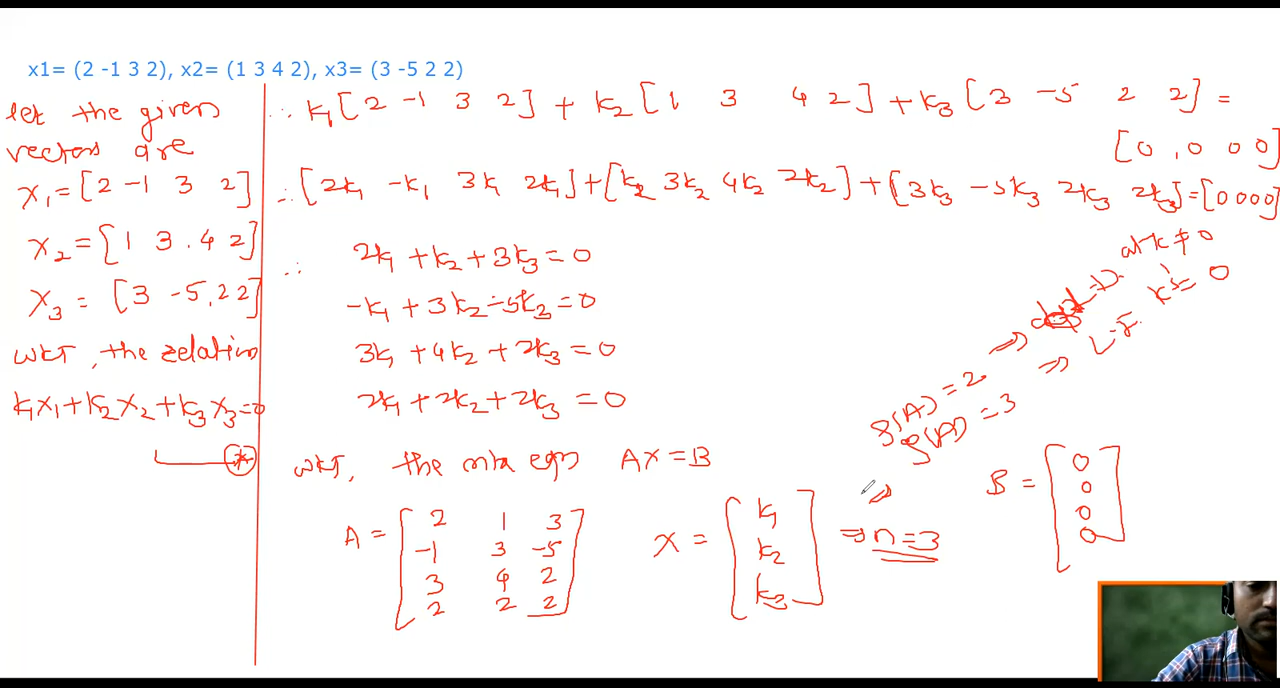 x1= (2 -1 3 2), x2= (1 3 4 2), x3= (3 -5 2 2)
let the given
vectors are
X₁ = [2 -1 3 2]
X₂ = [1 3 . 4 2]
X₃ = [3 -5, 2 2]
WKT, the relation
k₁X₁+k₂X₂+k₃X₃=0
*
∴ k₁[2 -1 3 2] + k₂[1 3 4 2] + k₃[3 -5 2 2] =
[0 , 0 0 0]
∴ [2k₁ -k₁ 3k₁ 2k₁]+[k₂ 3k₂ 4k₂ 2k₂]+[3k₃ -5k₃ 2k₃ 2k₃]=[0 0 0 0]
∴ 2k₁ + k₂ + 3k₃ = 0
-k₁ + 3k₂ - 5k₃ = 0
3k₁ + 4k₂ + 2k₃ = 0
2k₁ + 2k₂ + 2k₃ = 0
WKT, the mtx eqn AX = B
A = [2 1 3
-1 3 -5
3 4 2
2 2 2]
X = [k₁
k₂
k₃]
⇒ n = 3
⇒
ρ(A) = 2 ⇒ L.D. k ≠ 0
ρ(A) = 3 ⇒ L.I. k's = 0
B = [0
0
0
0]